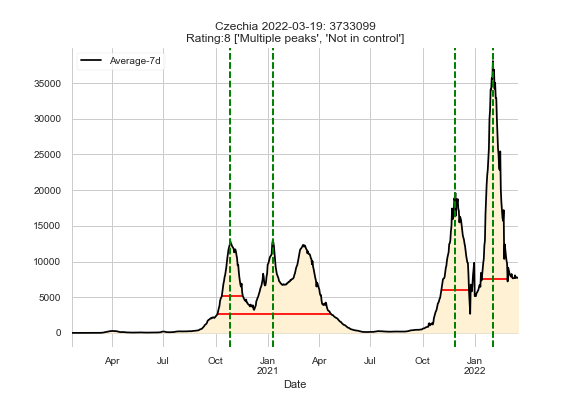 Czechia 2022-03-19: 3733099
Rating:8 ['Multiple peaks', 'Not in control']
Average-7d
35000
30000
25000
20000
15000
10000
5000
0
Apr Jul Oct Jan Apr Jul Oct Jan
2021 2022
Date